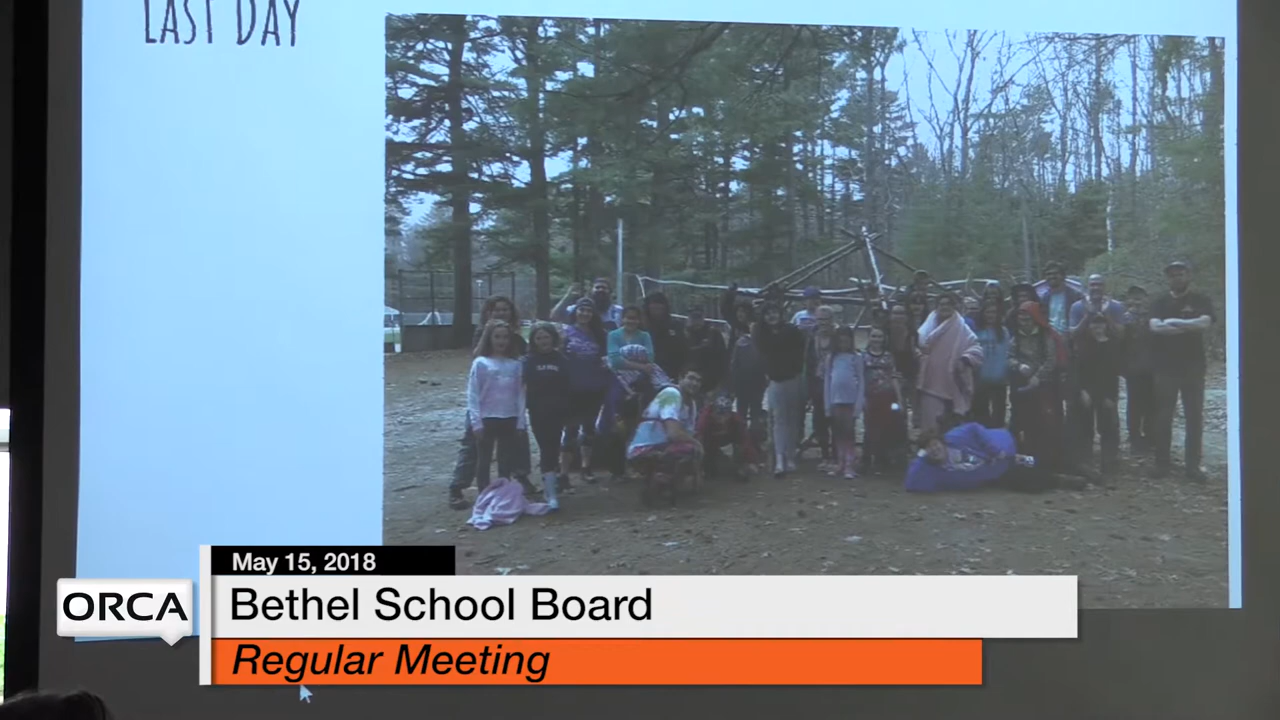 LAST DAY
May 15, 2018
ORCA
Bethel School Board
Regular Meeting